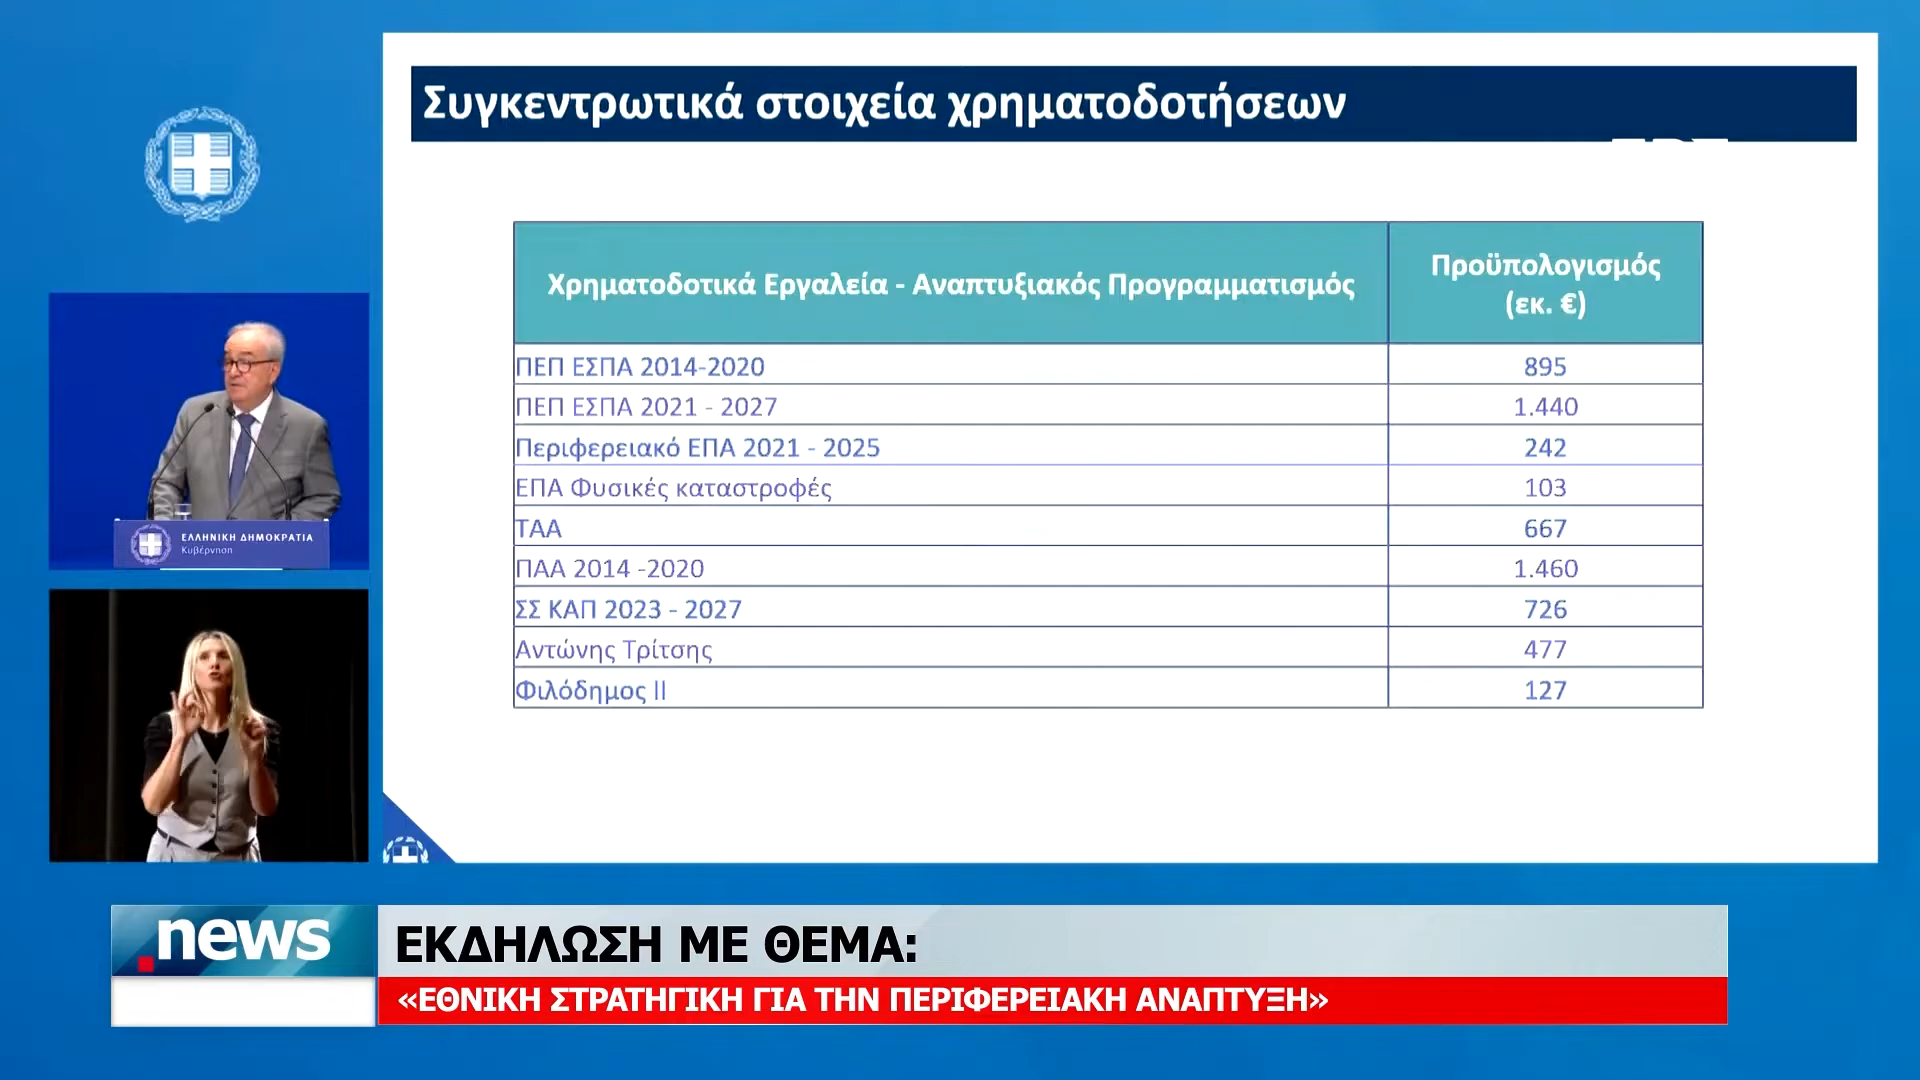 Συγκεντρωτικά στοιχεία χρηματοδοτήσεων
Χρηματοδοτικά Εργαλεία - Αναπτυξιακός Προγραμματισμός
Προϋπολογισμός
(εκ. €)
ΠΕΠ ΕΣΠΑ 2014-2020 895
ΠΕΠ ΕΣΠΑ 2021 - 2027 1.440
Περιφερειακό ΕΠΑ 2021 - 2025 242
ΕΠΑ Φυσικές καταστροφές 103
ΤΑΑ 667
ΠΑΑ 2014 -2020 1.460
ΣΣ ΚΑΠ 2023 - 2027 726
Αντώνης Τρίτσης 477
Φιλόδημος ΙΙ 127
ΕΛΛΗΝΙΚΗ ΔΗΜΟΚΡΑΤΙΑ
Κυβέρνηση
.news
ΕΚΔΗΛΩΣΗ ΜΕ ΘΕΜΑ:
«ΕΘΝΙΚΗ ΣΤΡΑΤΗΓΙΚΗ ΓΙΑ ΤΗΝ ΠΕΡΙΦΕΡΕΙΑΚΗ ΑΝΑΠΤΥΞΗ»